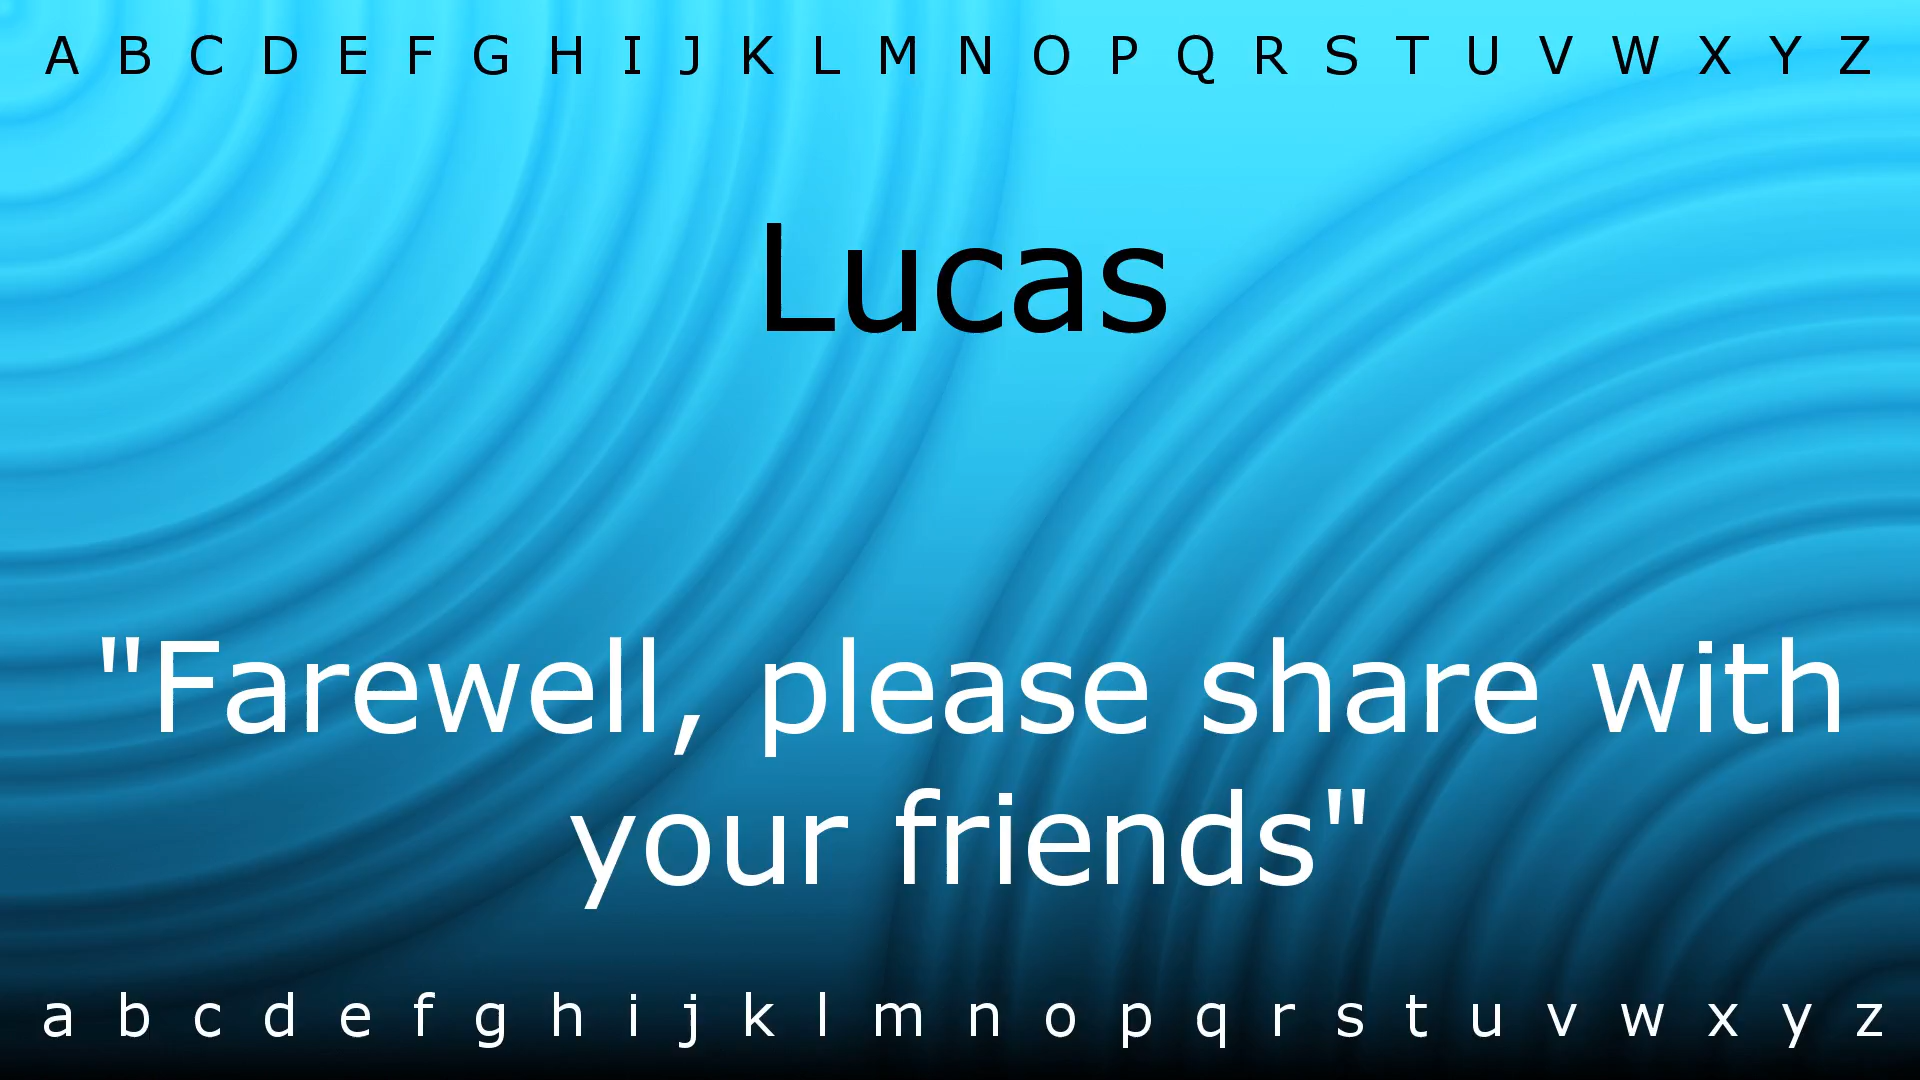 A B C D E F G H I J K L M N O P Q R S T U V W X Y Z
Lucas
"Farewell, please share with
your friends"
a b c d e f g h i j k l m n o p q r s t u v w x y z